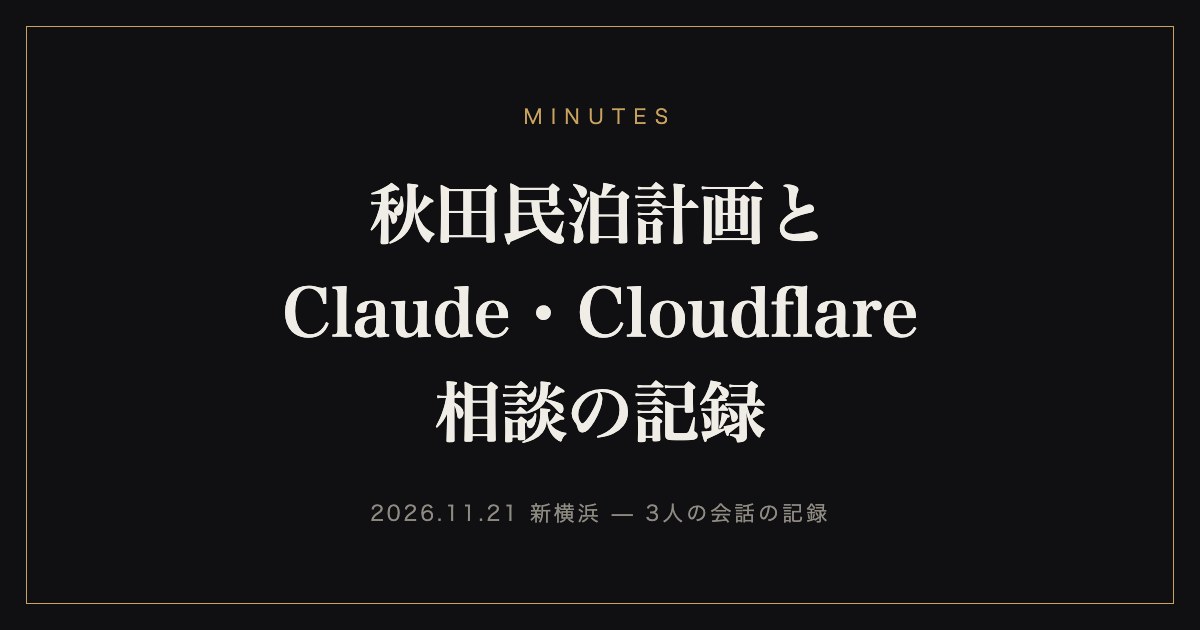 MINUTES
秋田民泊計画と
Claude・Cloudflare
相談の記録
2026.11.21 新横浜 — 3人の会話の記録